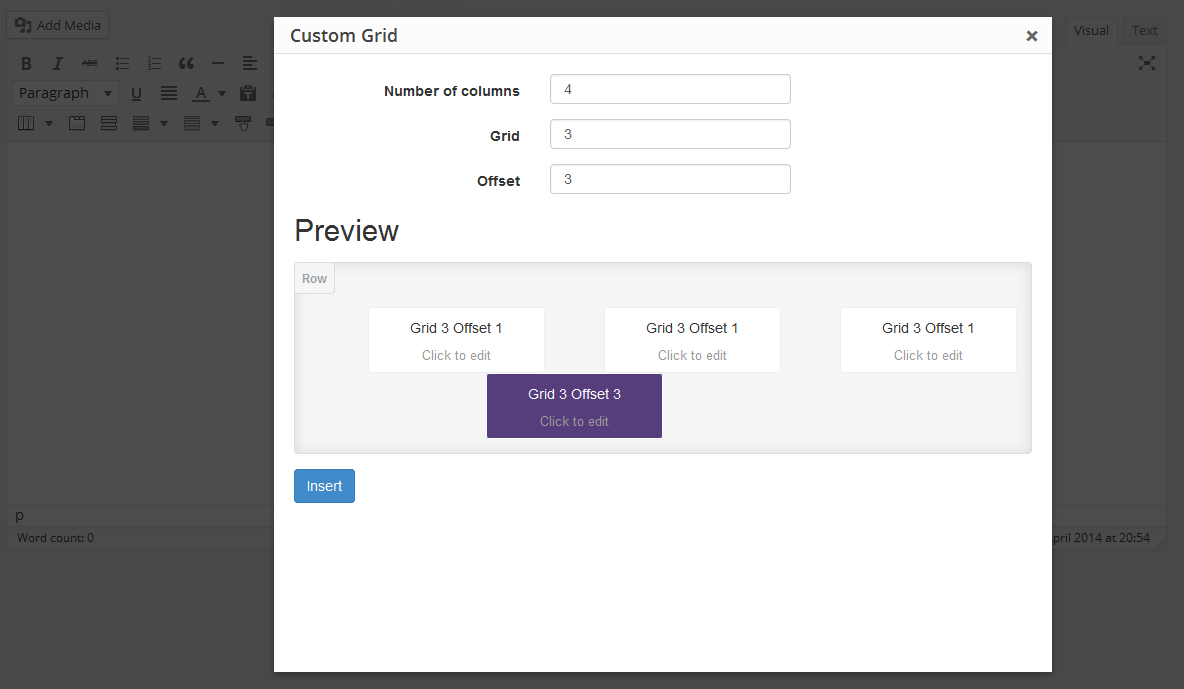 Add Media
Custom Grid
×
Visual
Text
B I ABC
Paragraph
U A T
Number of columns
4
Grid
3
Offset
3
Preview
Row
Grid 3 Offset 1
Click to edit
Grid 3 Offset 1
Click to edit
Grid 3 Offset 1
Click to edit
Grid 3 Offset 3
Click to edit
Insert
p
Word count: 0
pril 2014 at 20:54